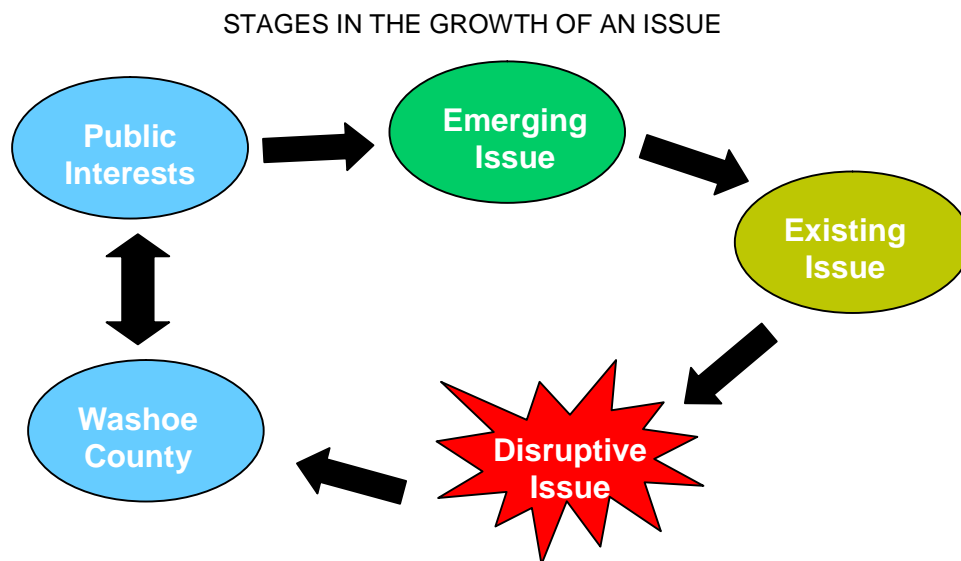 STAGES IN THE GROWTH OF AN ISSUE
Public
Interests
Emerging
Issue
Existing
Issue
Disruptive
Issue
Washoe
County